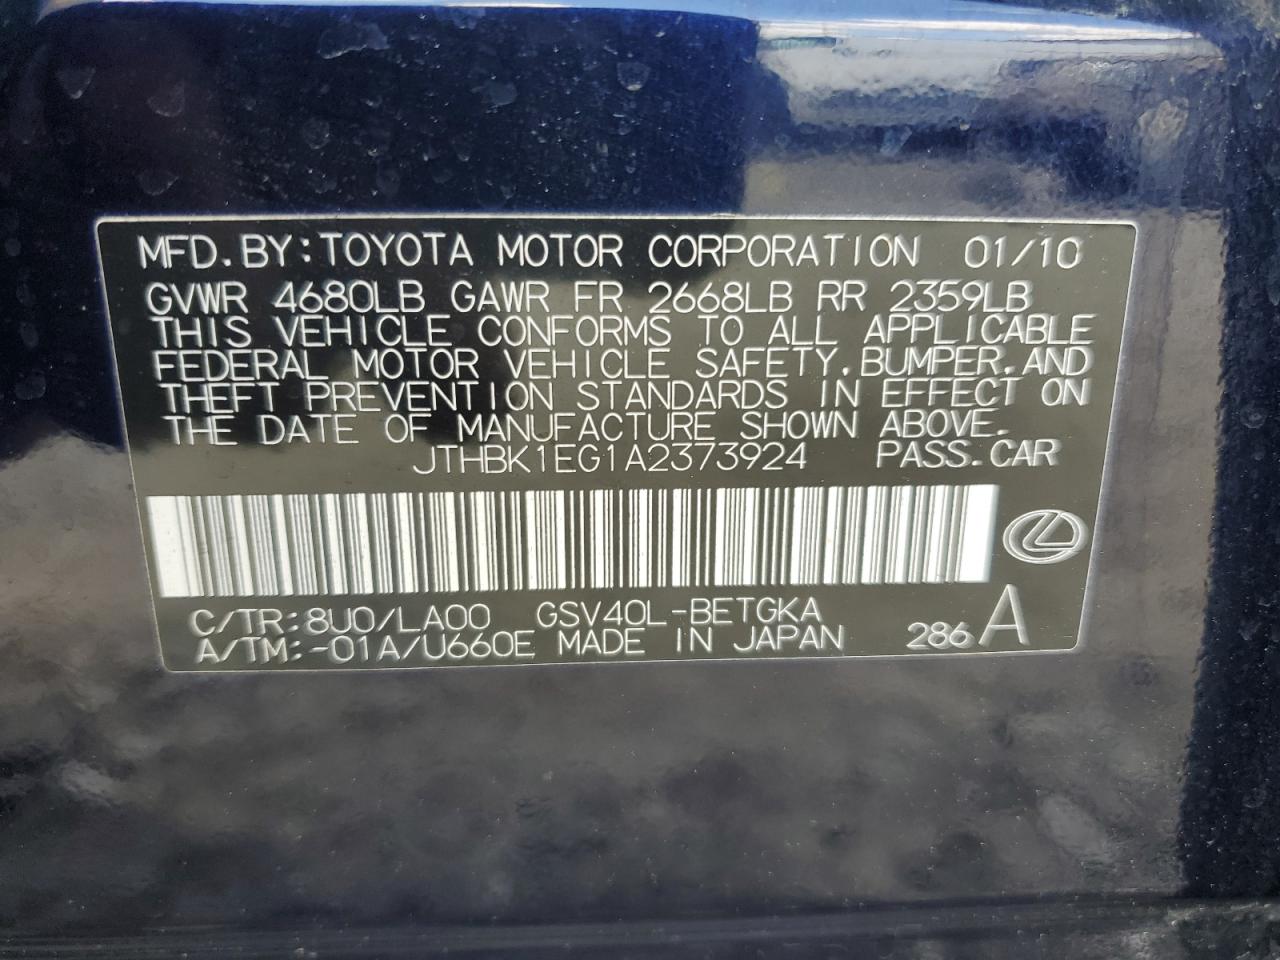 MFD. BY: TOYOTA MOTOR CORPORATION 01/10
GVWR 4680LB GAWR FR 2668LB RR 2359LB
THIS VEHICLE CONFORMS TO ALL APPLICABLE
FEDERAL MOTOR VEHICLE SAFETY, BUMPER, AND
THEFT PREVENTION STANDARDS IN EFFECT ON
THE DATE OF MANUFACTURE SHOWN ABOVE.
JTHBK1EG1A2373924 PASS. CAR
C/TR: 8U0/LA00 GSV40L-BETGKA
A/TM: -01A/U660E MADE IN JAPAN 286 A